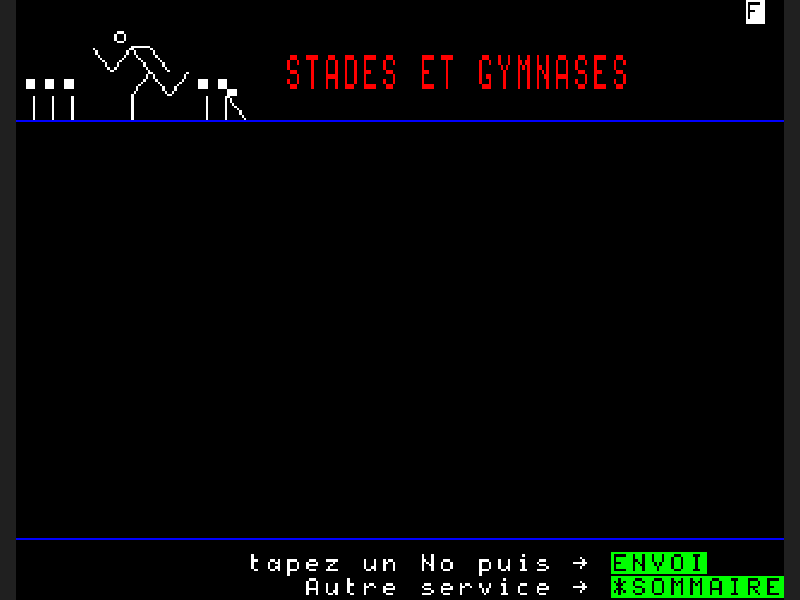 F
STADES ET GYMNASES
tapez un No puis → ENVOI
Autre service → *SOMMAIRE